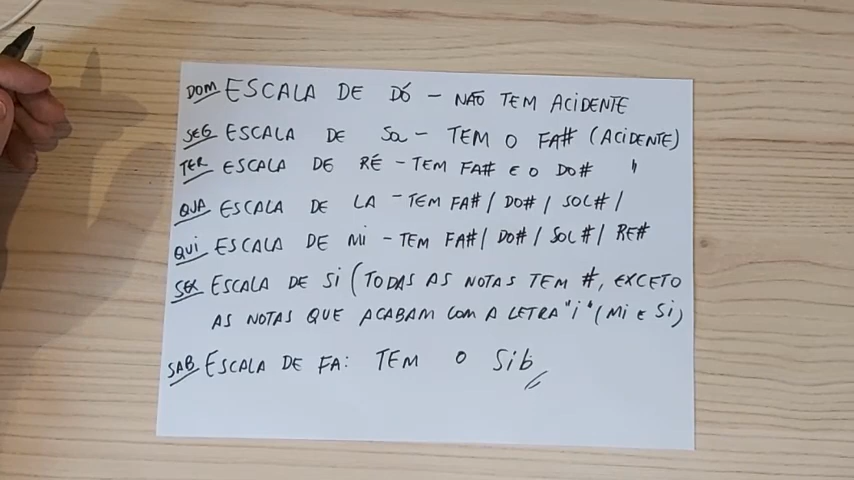 DOM ESCALA DE DÓ - NÃO TEM ACIDENTE
SEG ESCALA DE SOL - TEM O FA# (ACIDENTE)
TER ESCALA DE RÉ - TEM FA# E O DO# "
QUA ESCALA DE LA - TEM FA# / DO# / SOL# /
QUI ESCALA DE Mi - TEM FA# / DO# / SOL# / RE#
SEX ESCALA DE Si (TODAS AS NOTAS TEM #, EXCETO
AS NOTAS QUE ACABAM COM A LETRA "i" (Mi E Si)
SAB ESCALA DE FA: TEM O Sib